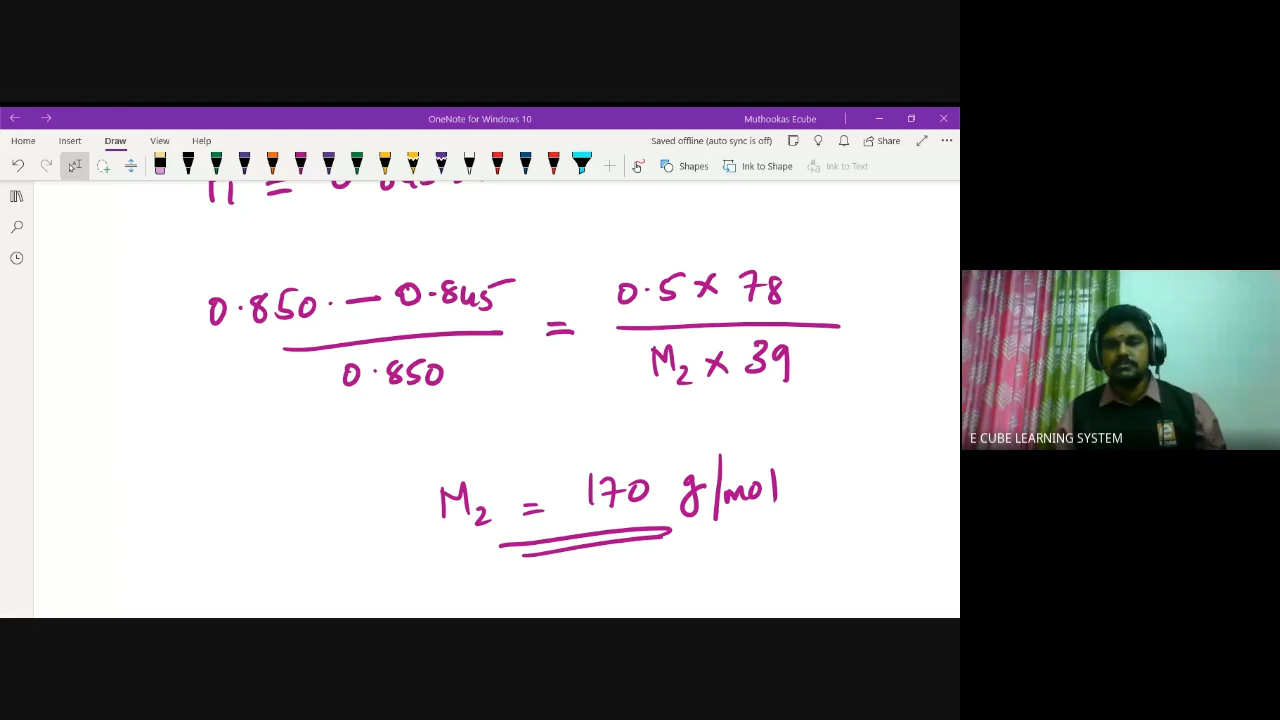 OneNote for Windows 10
Muthookas Ecube
Home Insert Draw View Help
Saved offline (auto sync is off)
Share
Shapes
Ink to Shape
Ink to Text
0.850 - 0.845 / 0.850 = 0.5 × 78 / M2 × 39
M2 = 170 g/mol
E CUBE LEARNING SYSTEM